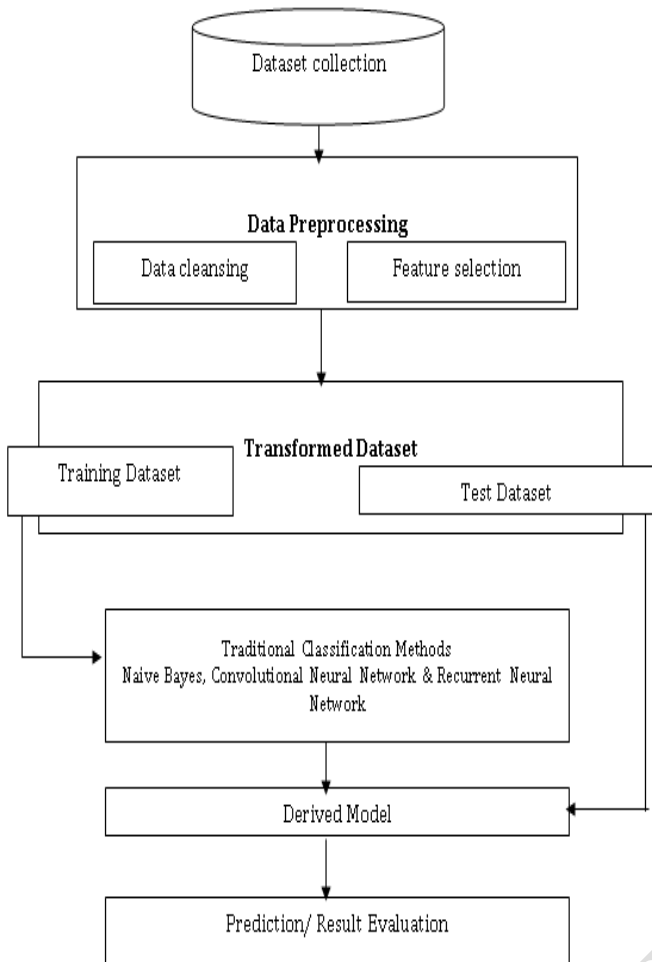 Dataset collection
Data Preprocessing
Data cleansing
Feature selection
Transformed Dataset
Training Dataset
Test Dataset
Traditional Classification Methods
Naive Bayes, Convolutional Neural Network & Recurrent Neural
Network
Derived Model
Prediction/ Result Evaluation